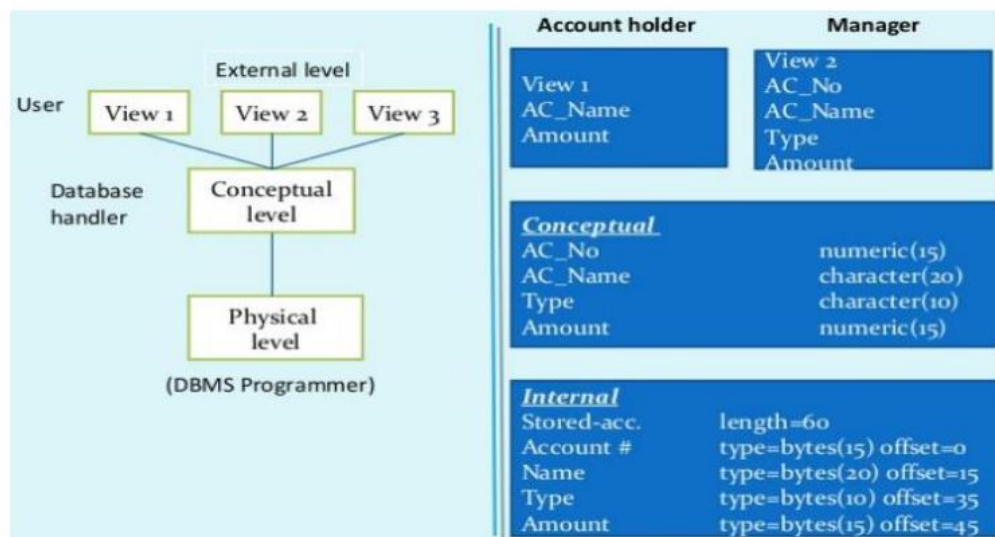 External level
User
View 1 View 2 View 3
Database
handler
Conceptual
level
Physical
level
(DBMS Programmer)
Account holder
View 1
AC_Name
Amount
Manager
View 2
AC_No
AC_Name
Type
Amount
Conceptual
AC_No numeric(15)
AC_Name character(20)
Type character(10)
Amount numeric(15)
Internal
Stored-acc. length=60
Account # type=bytes(15) offset=0
Name type=bytes(20) offset=15
Type type=bytes(10) offset=35
Amount type=bytes(15) offset=45